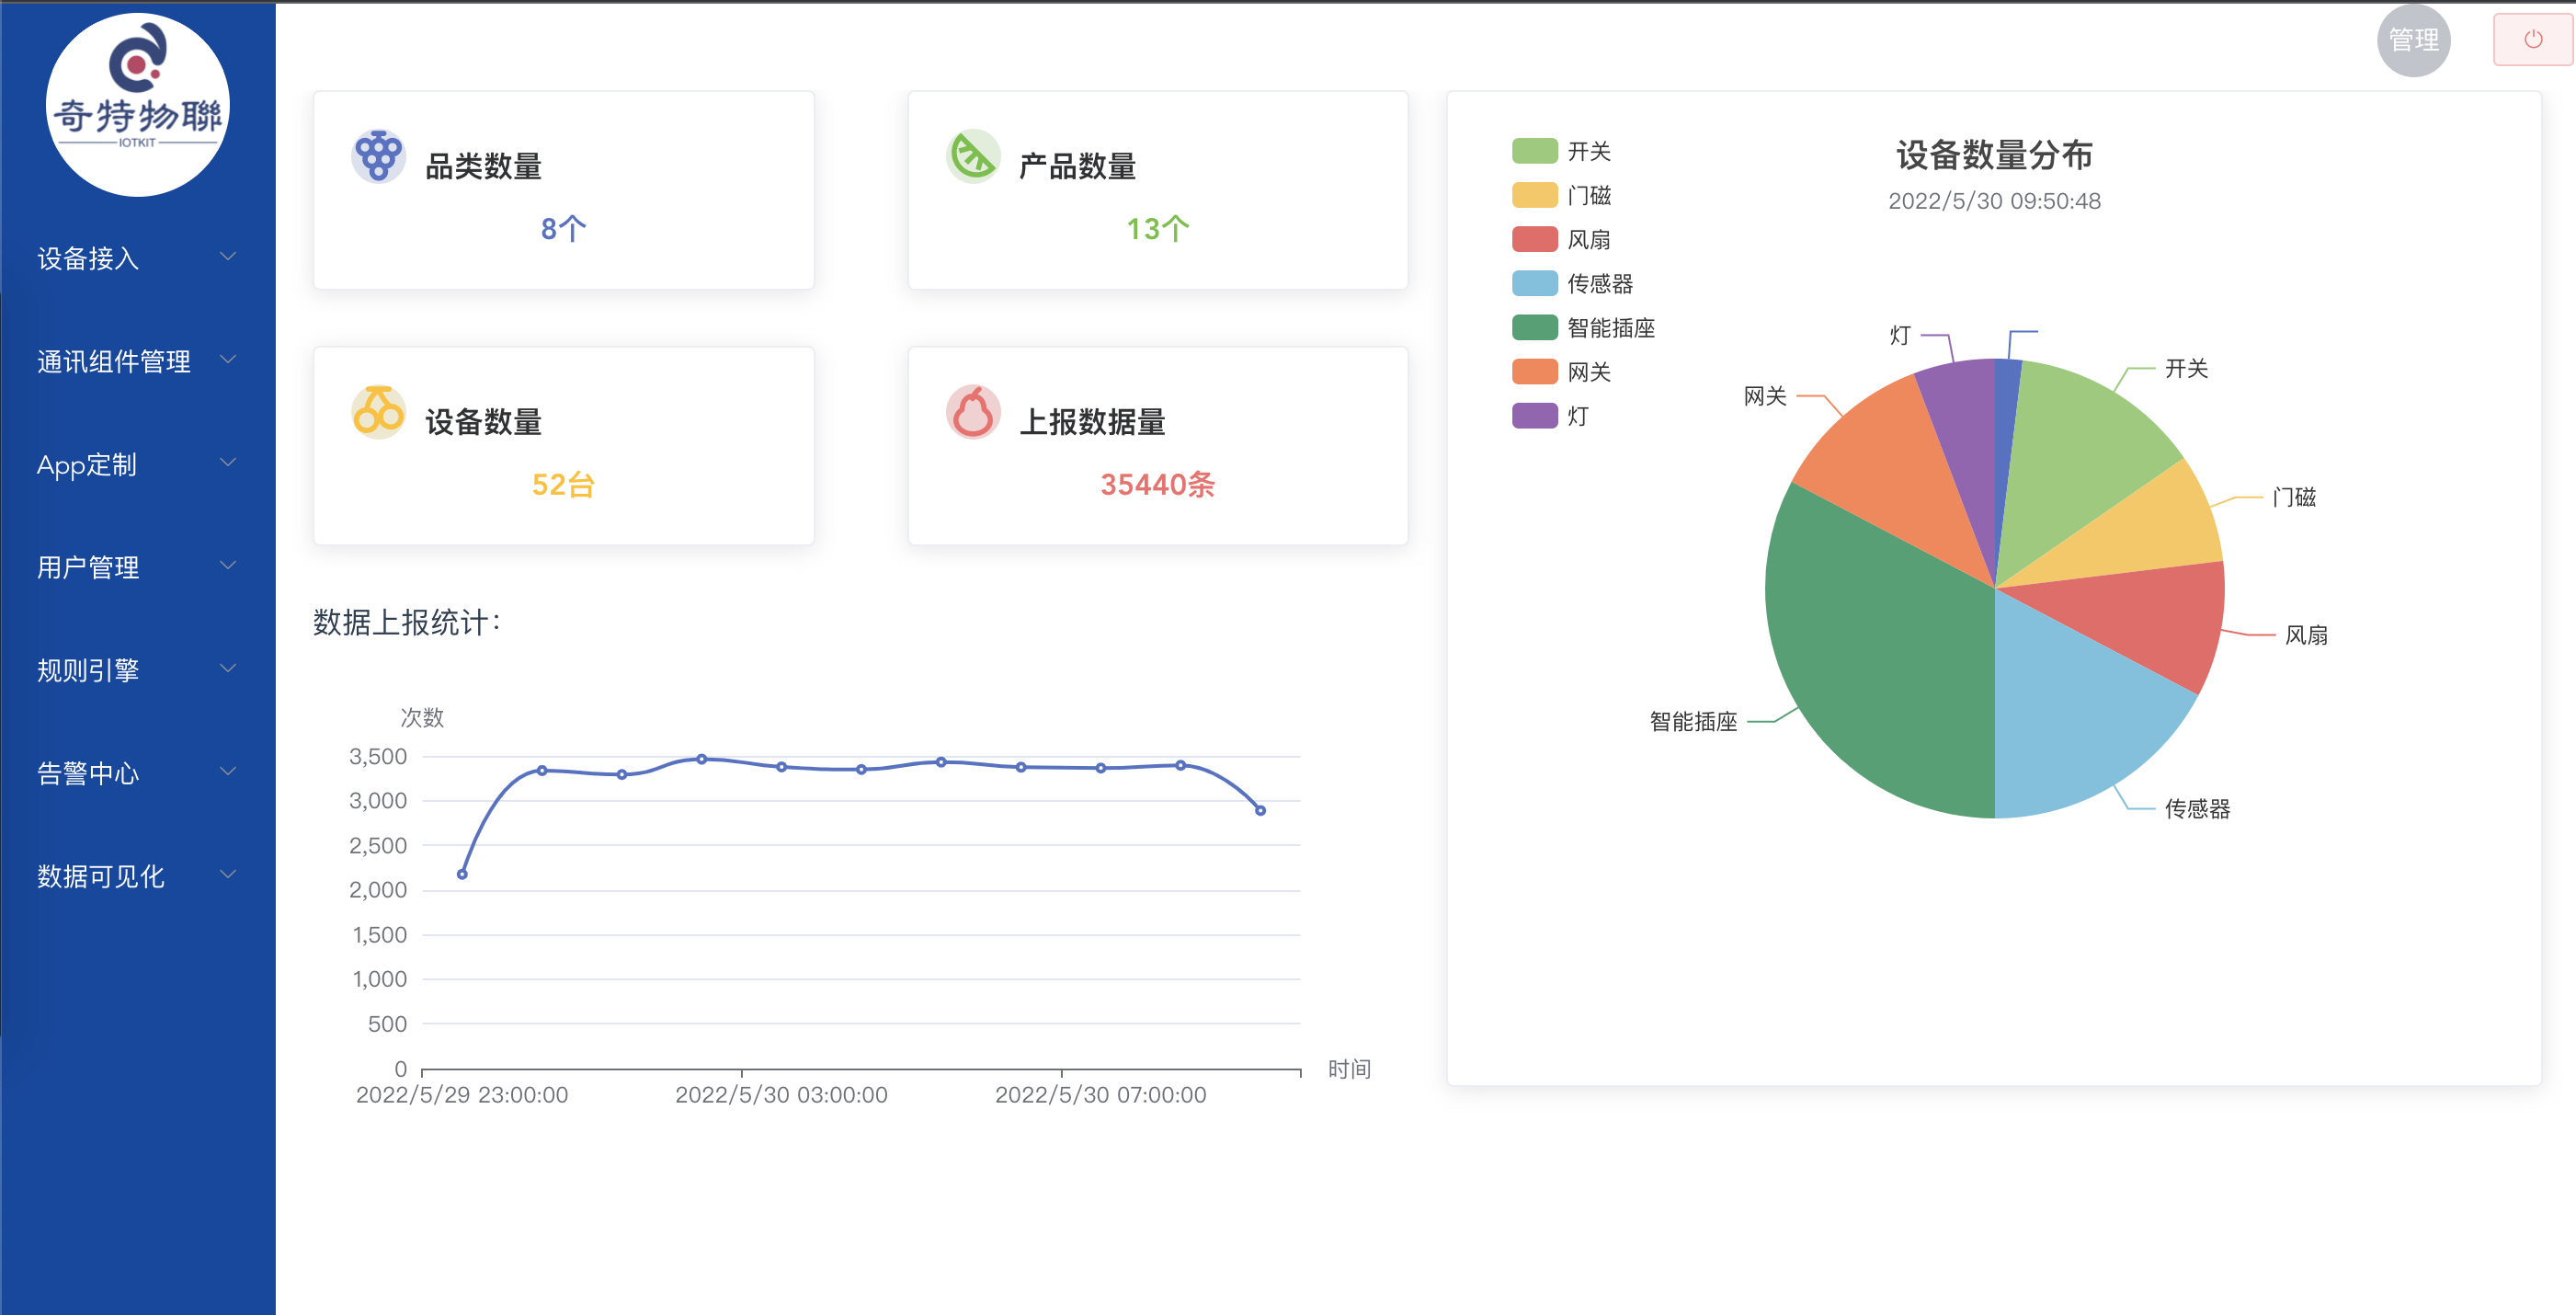 奇特物聯
IOTKIT
设备接入
通讯组件管理
App定制
用户管理
规则引擎
告警中心
数据可见化
管理
品类数量
8个
产品数量
13个
设备数量
52台
上报数据量
35440条
数据上报统计：
次数
3,500
3,000
2,500
2,000
1,500
1,000
500
0
2022/5/29 23:00:00
2022/5/30 03:00:00
2022/5/30 07:00:00
时间
设备数量分布
2022/5/30 09:50:48
开关
门磁
风扇
传感器
智能插座
网关
灯
灯
开关
网关
门磁
风扇
智能插座
传感器